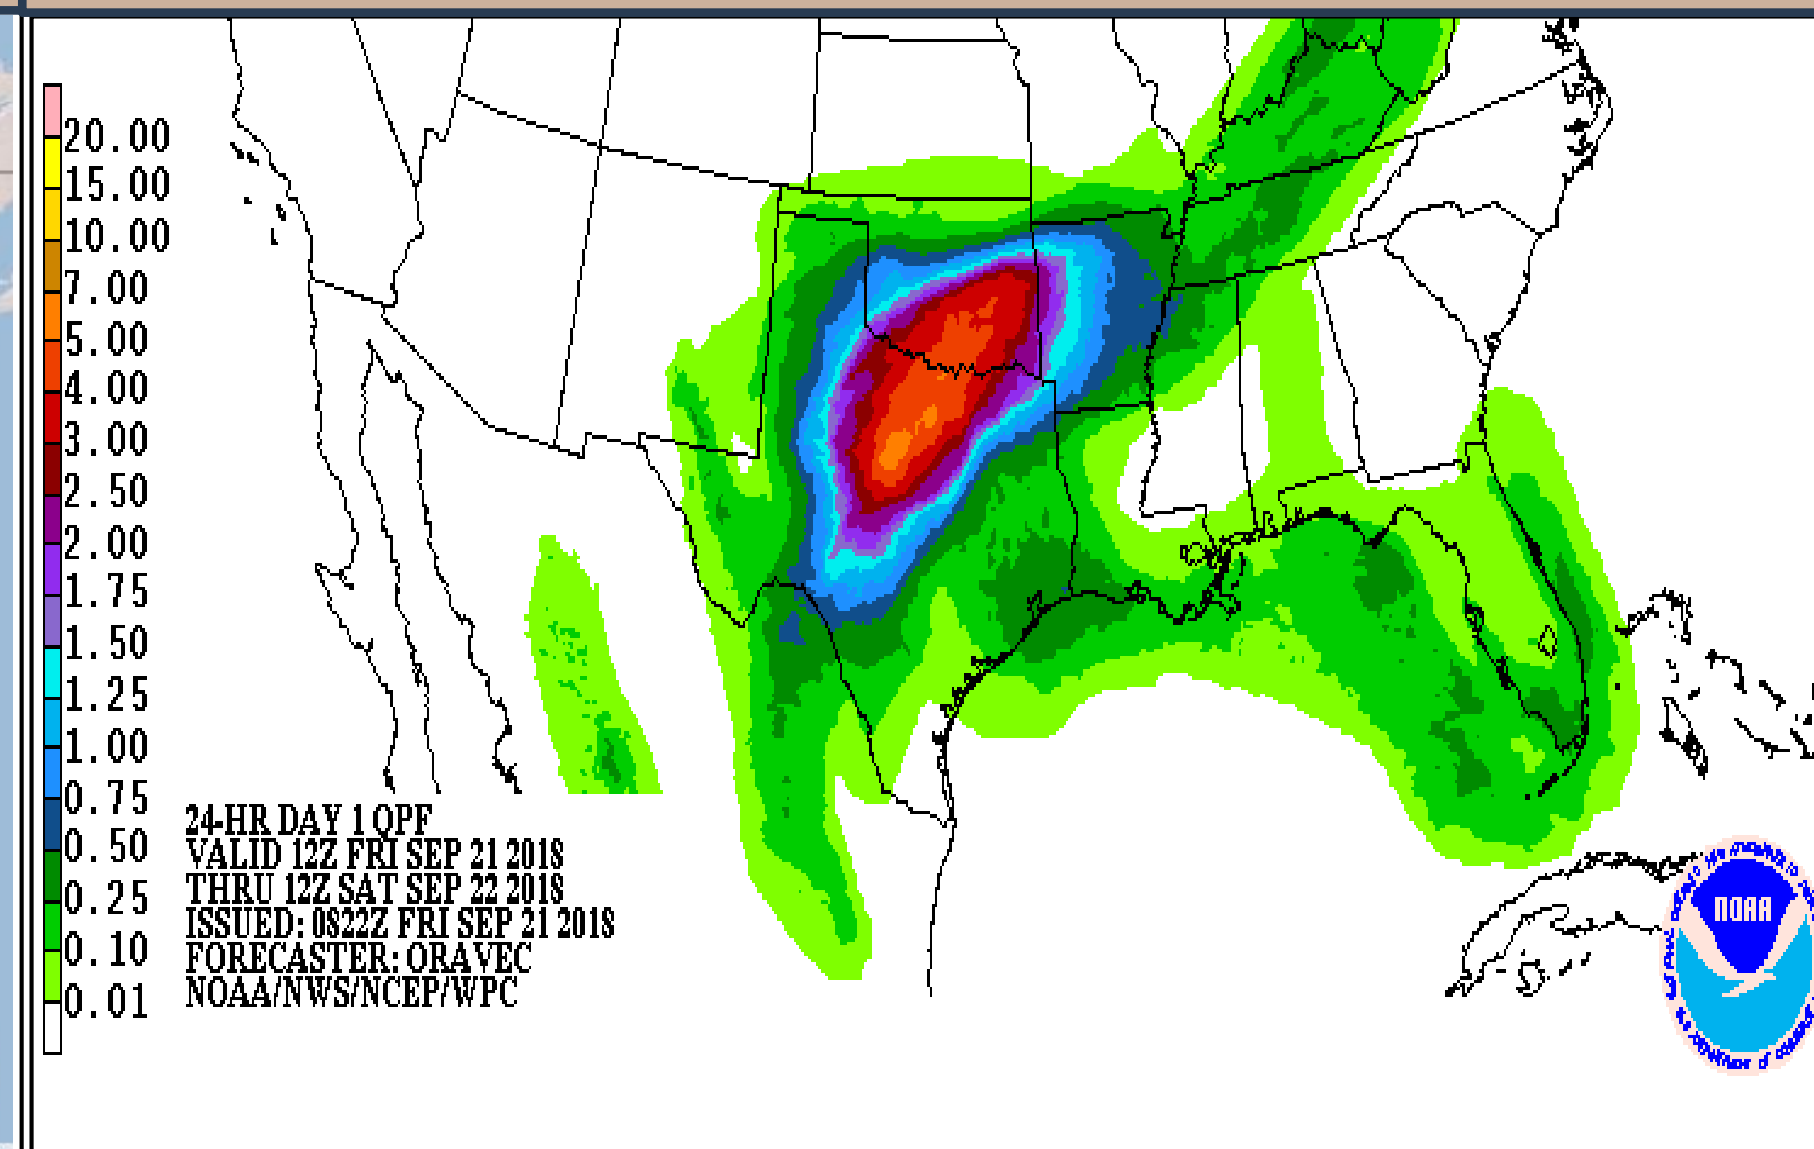 20.00
15.00
10.00
7.00
5.00
4.00
3.00
2.50
2.00
1.75
1.50
1.25
1.00
0.75
0.50
0.25
0.10
0.01
24-HR DAY 1 QPF
VALID 12Z FRI SEP 21 2018
THRU 12Z SAT SEP 22 2018
ISSUED: 0822Z FRI SEP 21 2018
FORECASTER: ORAVEC
NOAA/NWS/NCEP/WPC
NOAA